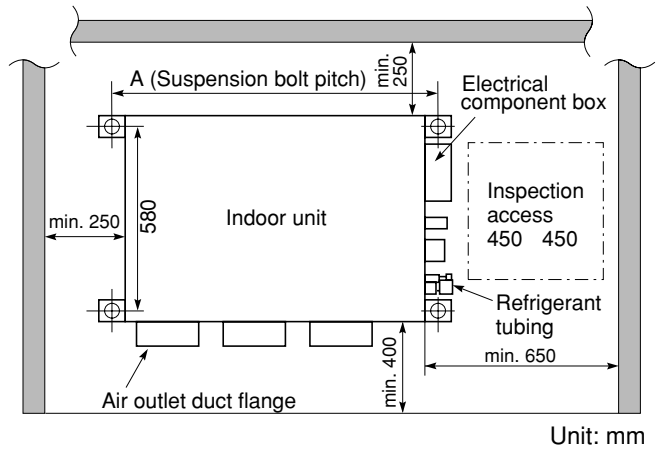 A (Suspension bolt pitch)
min.
250
Electrical
component box
min. 250
580
Indoor unit
Inspection
access
450 450
Refrigerant
tubing
min. 400
min. 650
Air outlet duct flange
Unit: mm